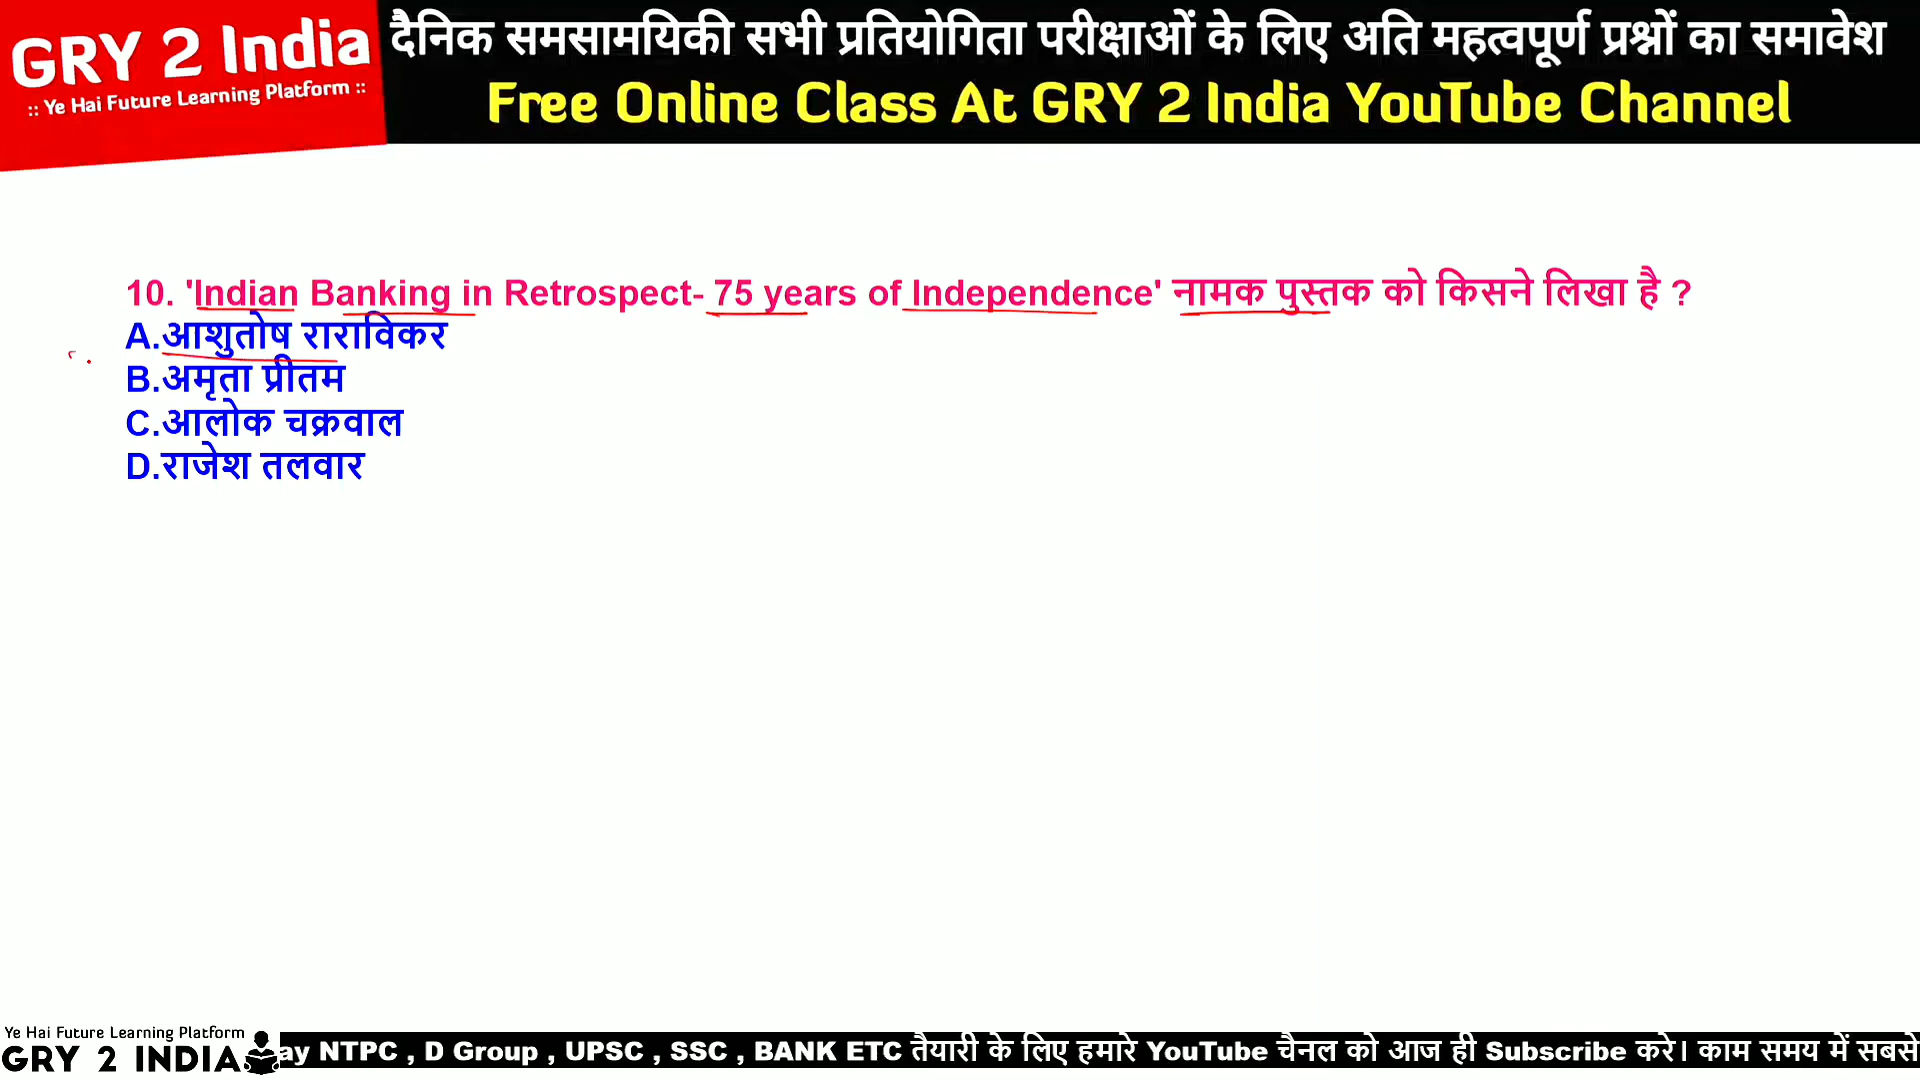 GRY 2 India
:: Ye Hai Future Learning Platform ::
दैनिक समसामयिकी सभी प्रतियोगिता परीक्षाओं के लिए अति महत्वपूर्ण प्रश्नों का समावेश
Free Online Class At GRY 2 India YouTube Channel
10. 'Indian Banking in Retrospect- 75 years of Independence' नामक पुस्तक को किसने लिखा है ?
A.आशुतोष राराविकर
B.अमृता प्रीतम
C.आलोक चक्रवाल
D.राजेश तलवार
Ye Hai Future Learning Platform
GRY 2 INDIA
ay NTPC , D Group , UPSC , SSC , BANK ETC तैयारी के लिए हमारे YouTube चैनल को आज ही Subscribe करे। काम समय में सबसे